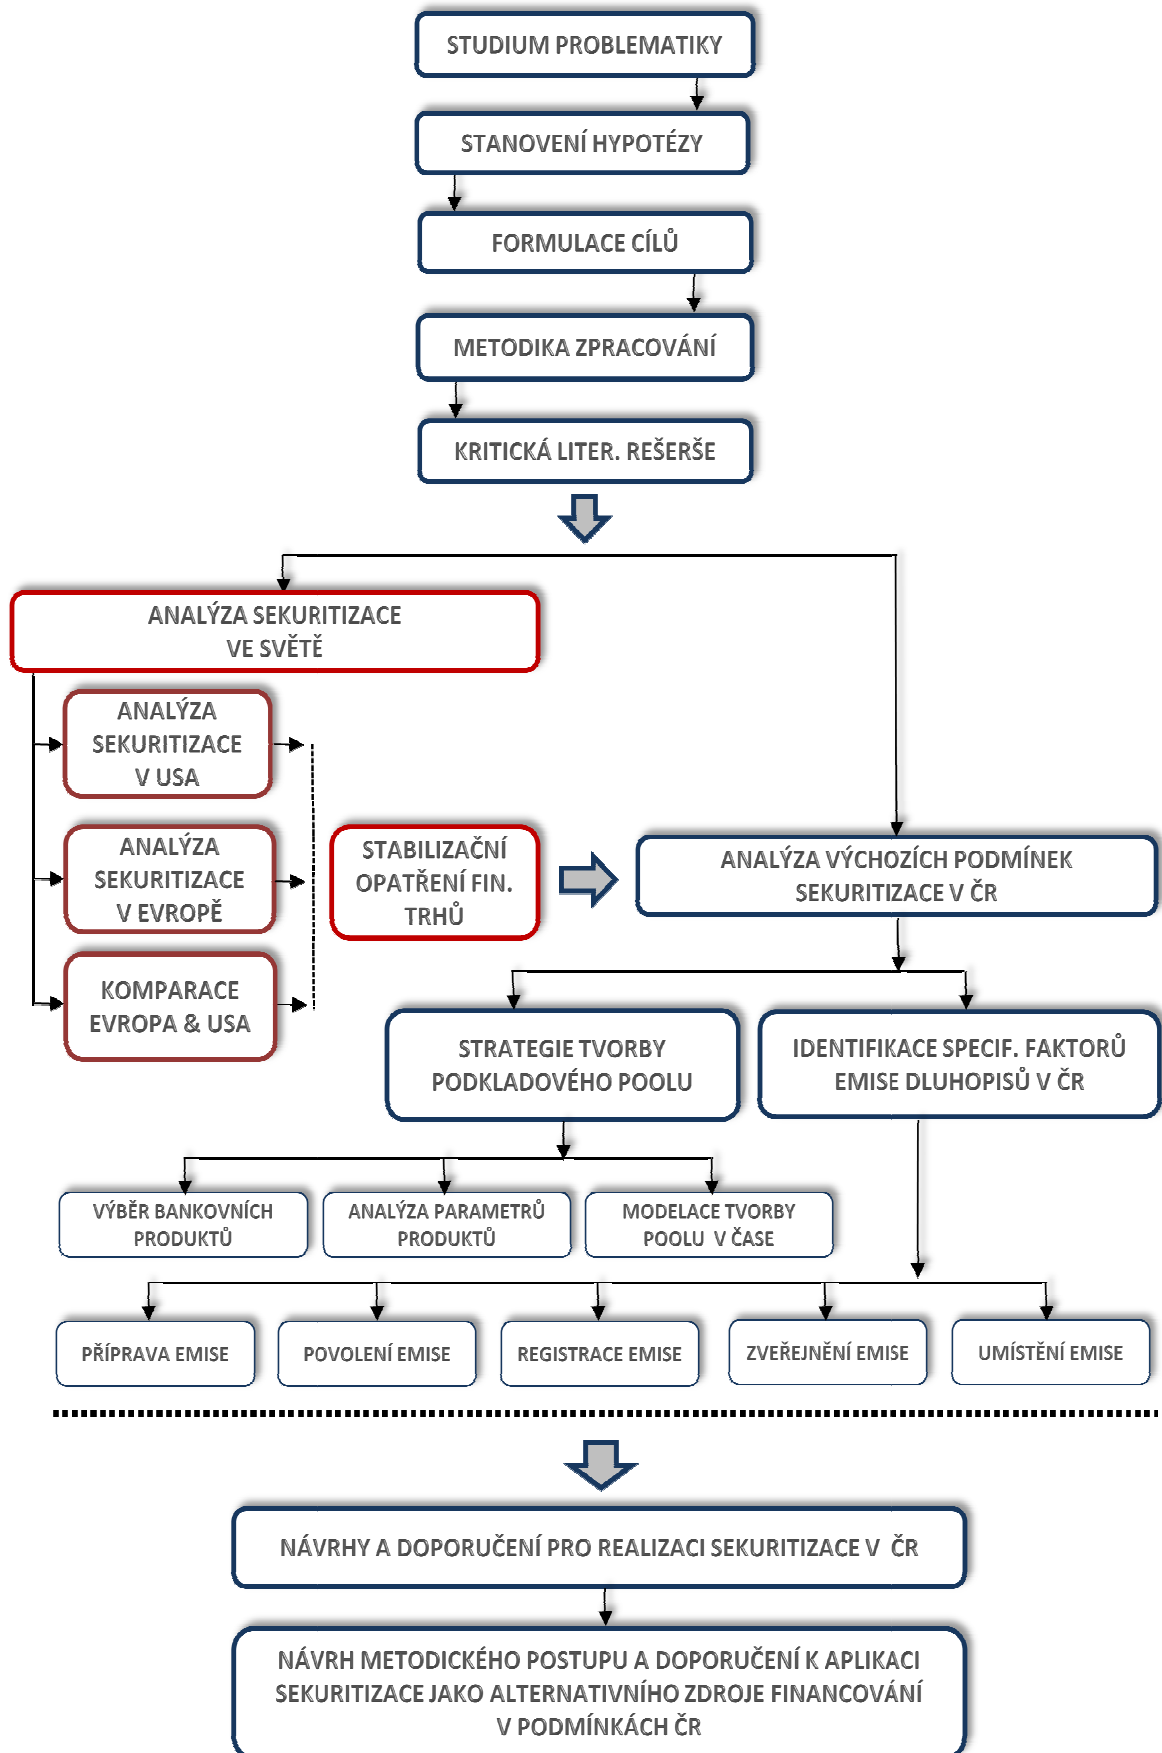 STUDIUM PROBLEMATIKY
STANOVENÍ HYPOTÉZY
FORMULACE CÍLŮ
METODIKA ZPRACOVÁNÍ
KRITICKÁ LITER. REŠERŠE
ANALÝZA SEKURITIZACE
VE SVĚTĚ
ANALÝZA
SEKURITIZACE
V USA
ANALÝZA
SEKURITIZACE
V EVROPĚ
KOMPARACE
EVROPA & USA
STABILIZAČNÍ
OPATŘENÍ FIN.
TRHŮ
ANALÝZA VÝCHOZÍCH PODMÍNEK
SEKURITIZACE V ČR
STRATEGIE TVORBY
PODKLADOVÉHO POOLU
IDENTIFIKACE SPECIF. FAKTORŮ
EMISE DLUHOPISŮ V ČR
VÝBĚR BANKOVNÍCH
PRODUKTŮ
ANALÝZA PARAMETRŮ
PRODUKTŮ
MODELACE TVORBY
POOLU V ČASE
PŘÍPRAVA EMISE
POVOLENÍ EMISE
REGISTRACE EMISE
ZVEŘEJNĚNÍ EMISE
UMÍSTĚNÍ EMISE
NÁVRHY A DOPORUČENÍ PRO REALIZACI SEKURITIZACE V ČR
NÁVRH METODICKÉHO POSTUPU A DOPORUČENÍ K APLIKACI
SEKURITIZACE JAKO ALTERNATIVNÍHO ZDROJE FINANCOVÁNÍ
V PODMÍNKÁCH ČR